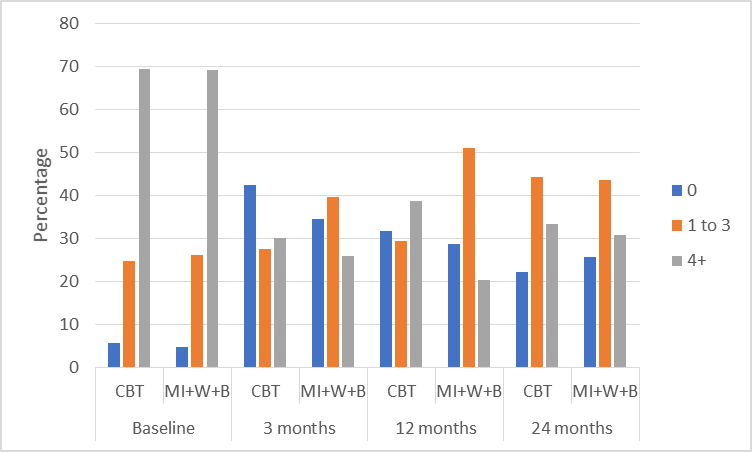 80
70
60
50
40
30
20
10
0
Percentage
CBT MI+W+B CBT MI+W+B CBT MI+W+B CBT MI+W+B
Baseline 3 months 12 months 24 months
0
1 to 3
4+